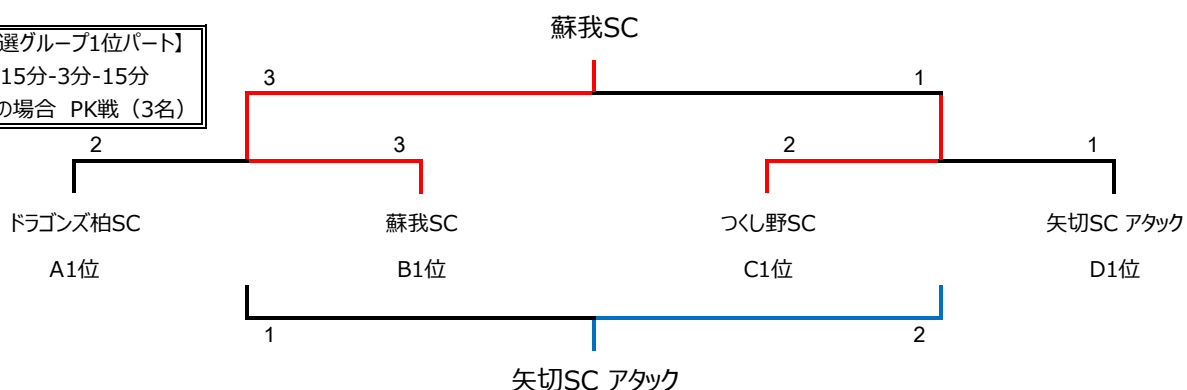 蘇我SC
選グループ1位パート】
15分-3分-15分
の場合 PK戦（3名）
3
1
2
3
2
1
ドラゴンズ柏SC
蘇我SC
つくし野SC
矢切SC アタック
A1位
B1位
C1位
D1位
1
2
矢切SC アタック